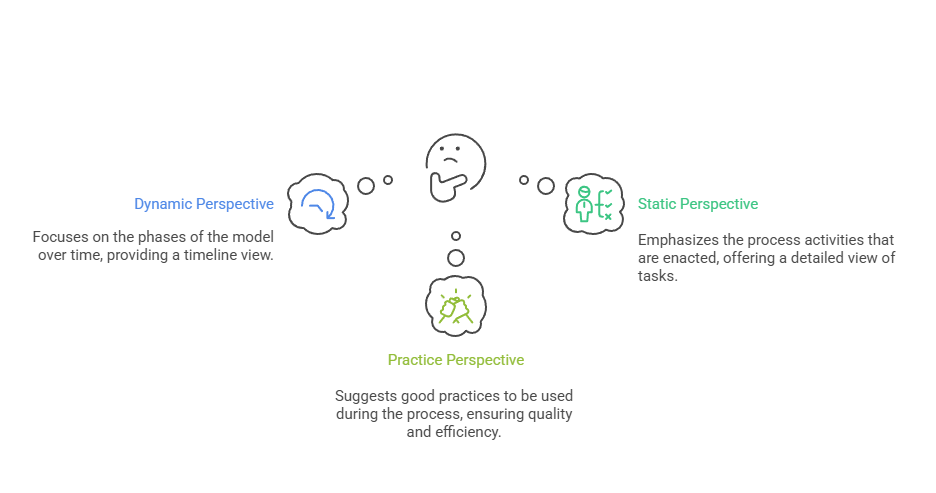 Dynamic Perspective
Focuses on the phases of the model
over time, providing a timeline view.
Static Perspective
Emphasizes the process activities that
are enacted, offering a detailed view of
tasks.
Practice Perspective
Suggests good practices to be used
during the process, ensuring quality
and efficiency.